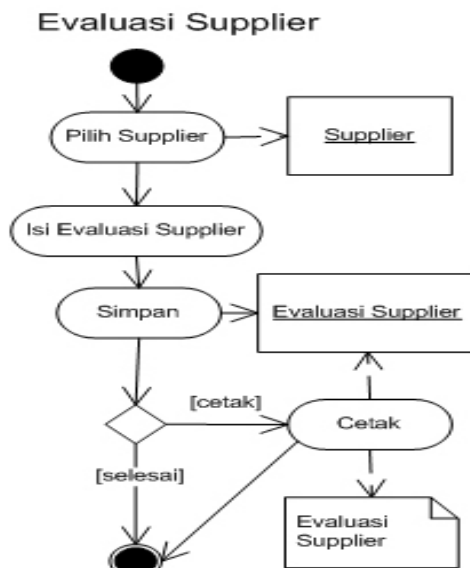 Evaluasi Supplier
Pilih Supplier
Supplier
Isi Evaluasi Supplier
Simpan
Evaluasi Supplier
[cetak]
Cetak
[selesai]
Evaluasi
Supplier